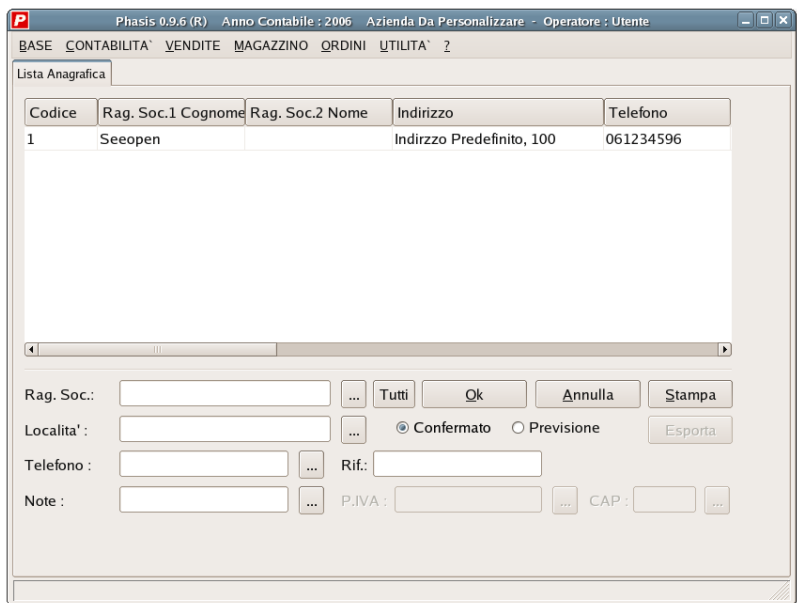 P Phasis 0.9.6 (R) Anno Contabile : 2006 Azienda Da Personalizzare - Operatore : Utente
BASE CONTABILITA` VENDITE MAGAZZINO ORDINI UTILITA` ?
Lista Anagrafica
Codice Rag. Soc.1 Cognome Rag. Soc.2 Nome Indirizzo Telefono
1 Seeopen Indirzzo Predefinito, 100 061234596
Rag. Soc.: ... Tutti Ok Annulla Stampa
Localita' : ... Confermato Previsione Esporta
Telefono : ... Rif.:
Note : ... P.IVA : ... CAP : ...